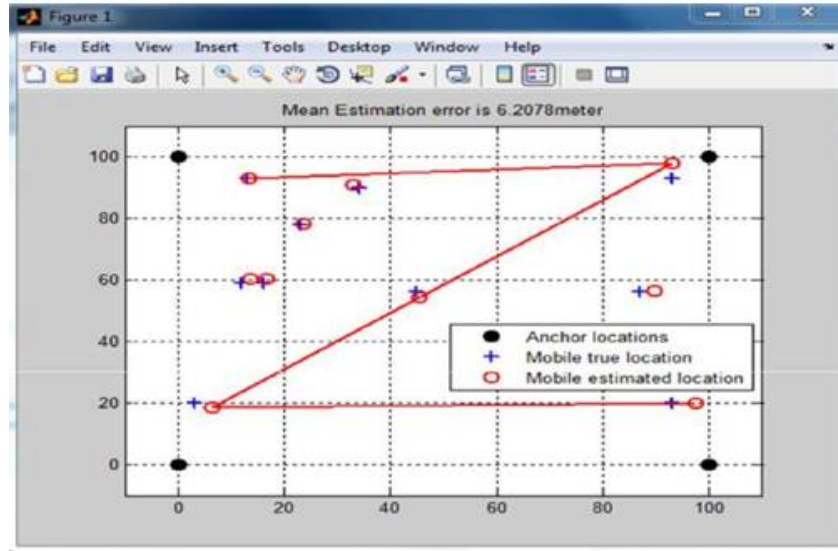 Figure 1
File Edit View Insert Tools Desktop Window Help
Mean Estimation error is 6.2078meter
100
80
60
40
20
0
Anchor locations
Mobile true location
Mobile estimated location
0 20 40 60 80 100